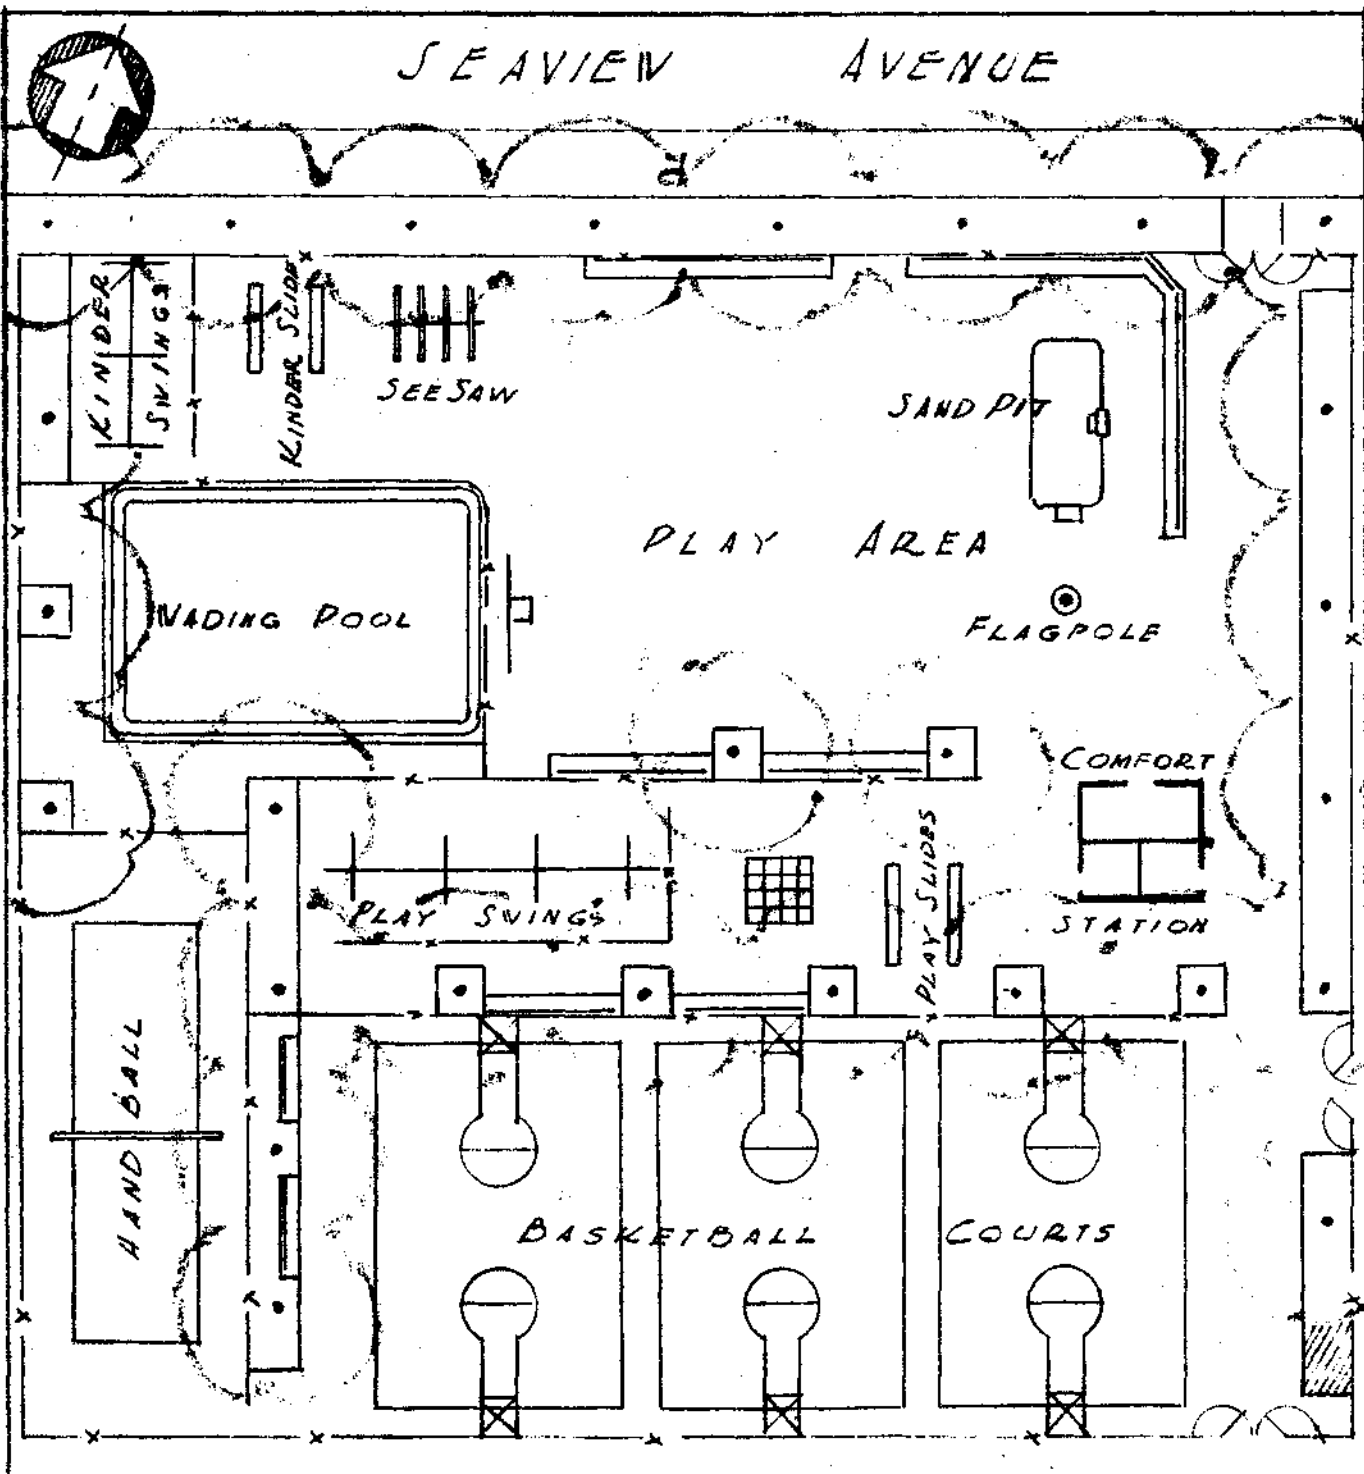 SEAVIEW AVENUE
KINDER
SWINGS
KINDER SLIDE
SEESAW
SAND PIT
PLAY AREA
WADING POOL
FLAGPOLE
COMFORT
STATION
PLAY SLIDES
PLAY SWINGS
HAND BALL
BASKETBALL COURTS